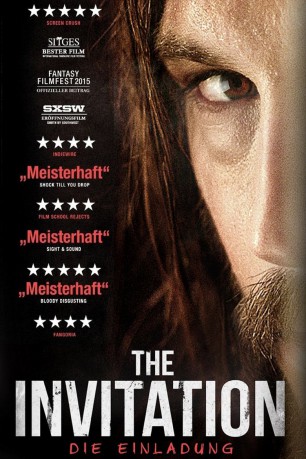 SCREEN CRUSH
SITGES
BESTER FILM
FANTASY
FILMFEST 2015
OFFIZIELLER BEITRAG
SXSW
ERÖFFNUNGSFILM
INDIEWIRE
„Meisterhaft“
SHOCK TILL YOU DROP
FILM SCHOOL REJECTS
„Meisterhaft“
SIGHT & SOUND
„Meisterhaft“
BLOODY DISGUSTING
FANGORIA
THE
INVITATION
DIE EINLADUNG